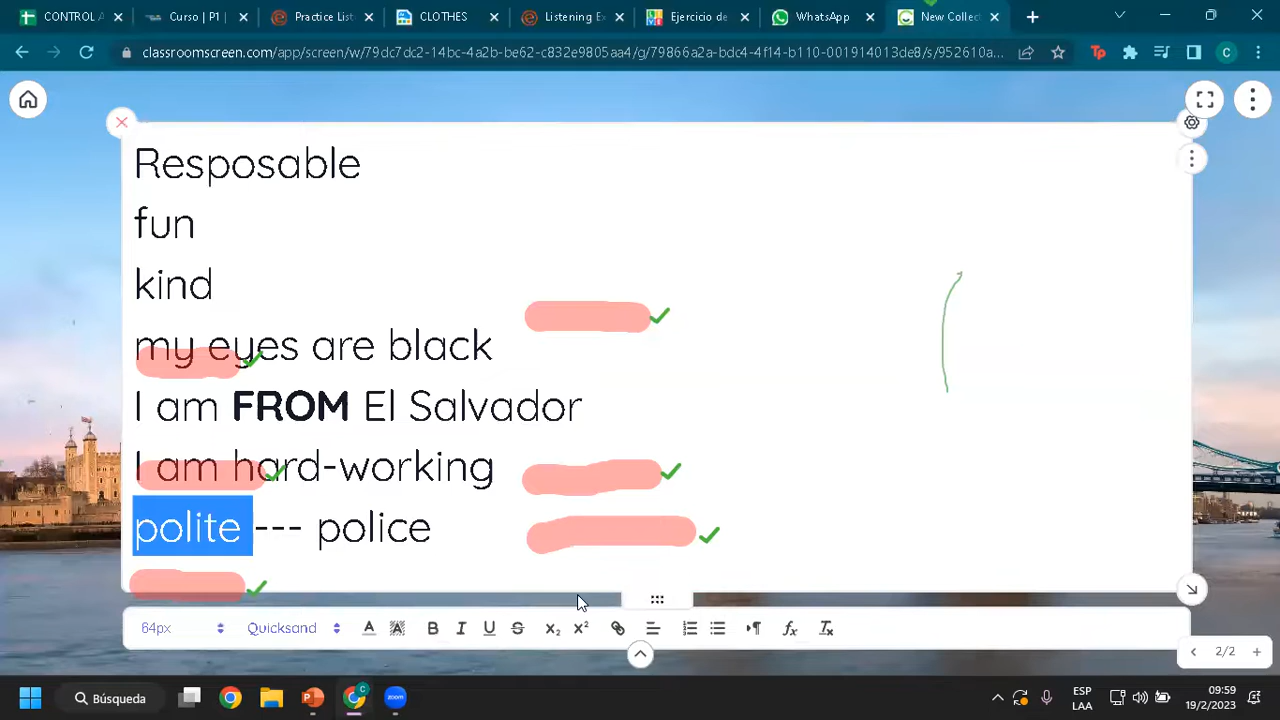 CONTROL A
Curso | P1
Practice List
CLOTHES
Listening Ex
Ejercicio de
WhatsApp
New Collec
classroomscreen.com/app/screen/w/79dc7dc2-14bc-4a2b-be62-c832e9805aa4/g/79866a2a-bdc4-4f14-b110-001914013de8/s/952610a...
C
Resposable
fun
kind
my eyes are black
I am FROM El Salvador
I am hard-working
polite --- police
64px
Quicksand
2/2
Búsqueda
zoom
ESP
LAA
09:59
19/2/2023